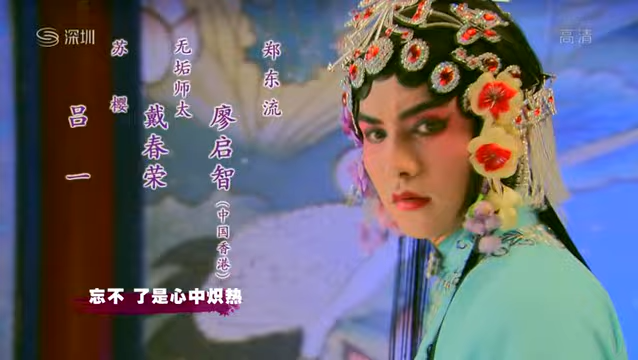 深圳
高清
郑东流
廖启智(中国香港)
无垢师太
戴春荣
苏樱
吕一
忘不 了是心中炽热